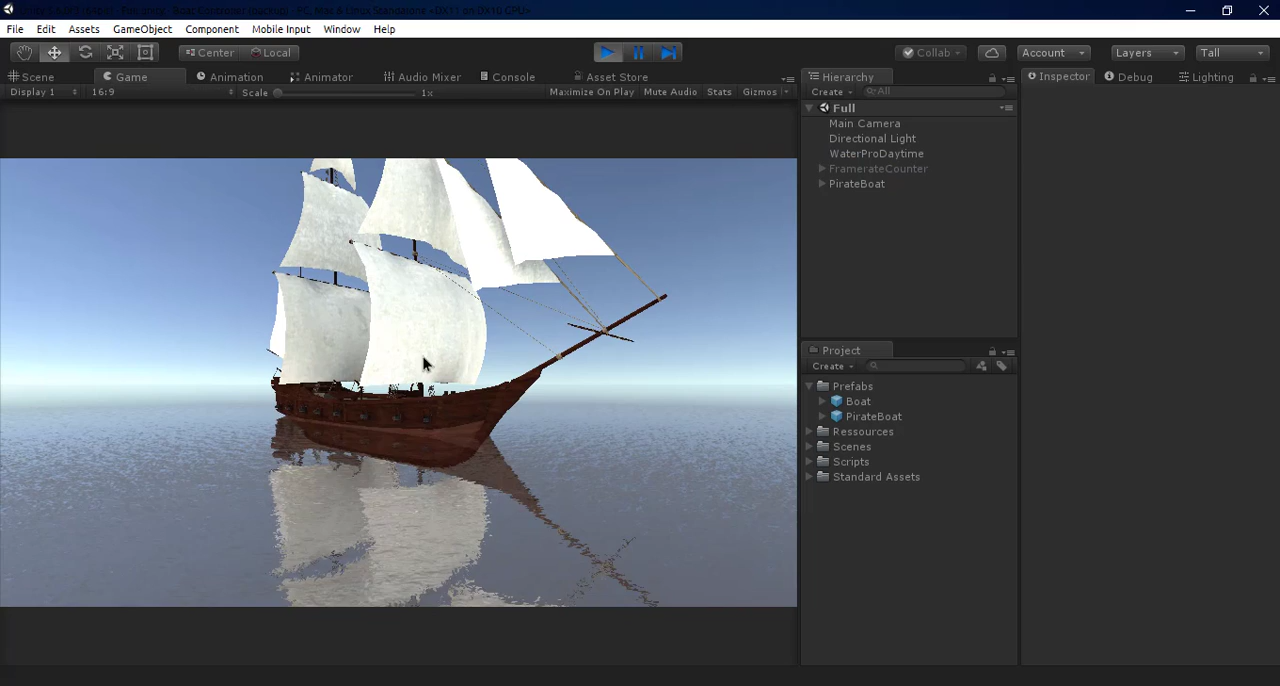 File Edit Assets GameObject Component Mobile Input Window Help
Center Local Collab Account Layers Tall
Scene Game Animation Animator Audio Mixer Console Asset Store
Display 1 16:9 Scale 1x Maximize On Play Mute Audio Stats Gizmos
Hierarchy
Create All
Full
Main Camera
Directional Light
WaterProDaytime
FramerateCounter
PirateBoat
Project
Create
Prefabs
Boat
PirateBoat
Ressources
Scenes
Scripts
Standard Assets
Inspector Debug Lighting